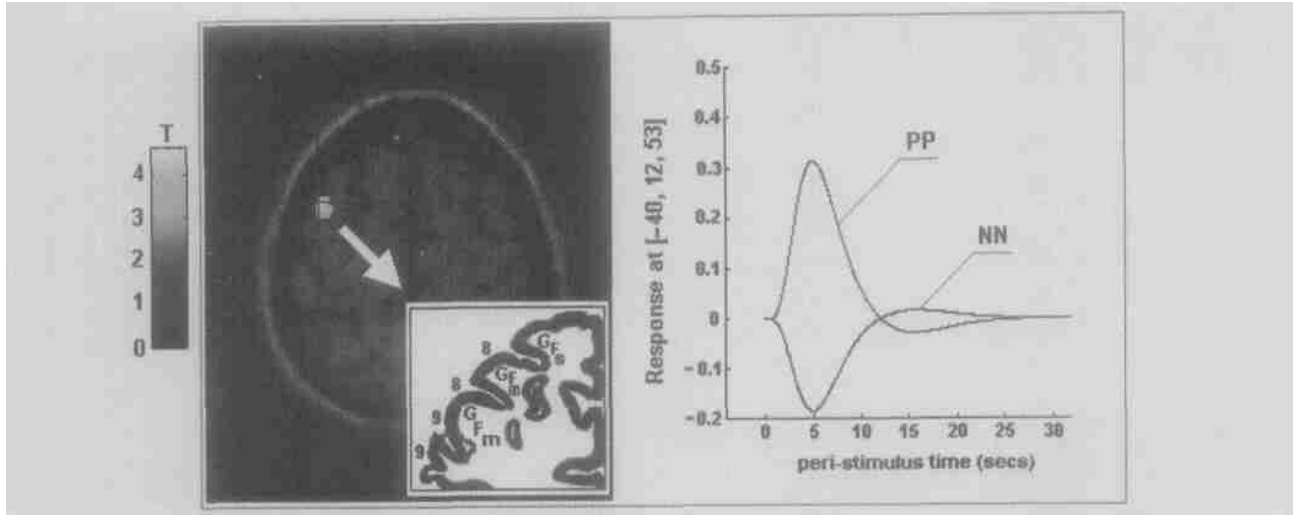 T
4
3
2
1
0
8
8
9
9
9
G
F
s
G
F
m
G
F
m
Response at [-40, 12, 53]
0.5
0.4
0.3
0.2
0.1
0
-0.1
-0.2
PP
NN
0 5 10 15 20 25 30
peri-stimulus time (secs)